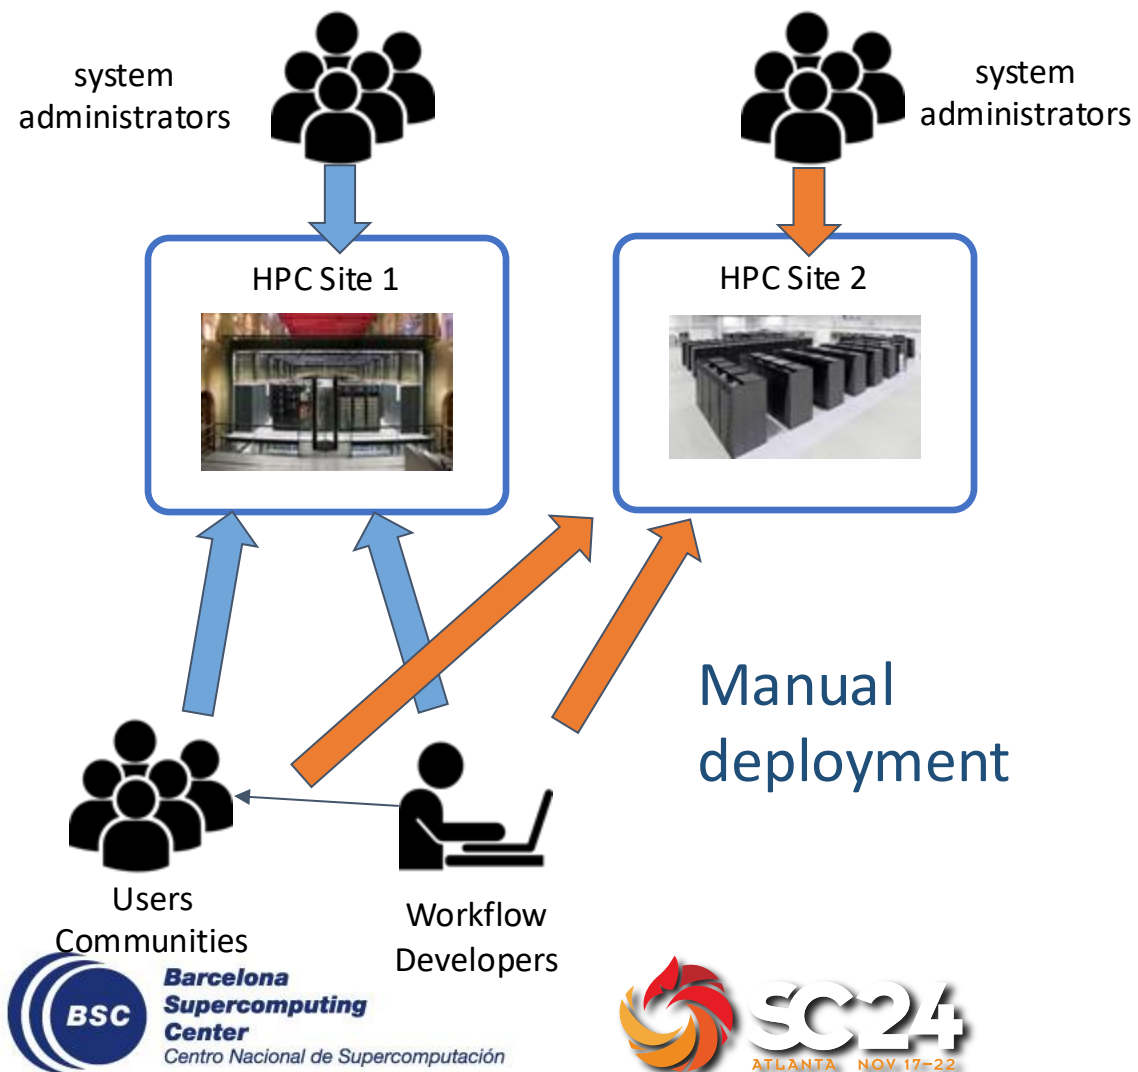 system
administrators
system
administrators
HPC Site 1
HPC Site 2
Manual
deployment
Users
Communities
Workflow
Developers
BSC
Barcelona
Supercomputing
Center
Centro Nacional de Supercomputación
SC24
ATLANTA NOV 17–22